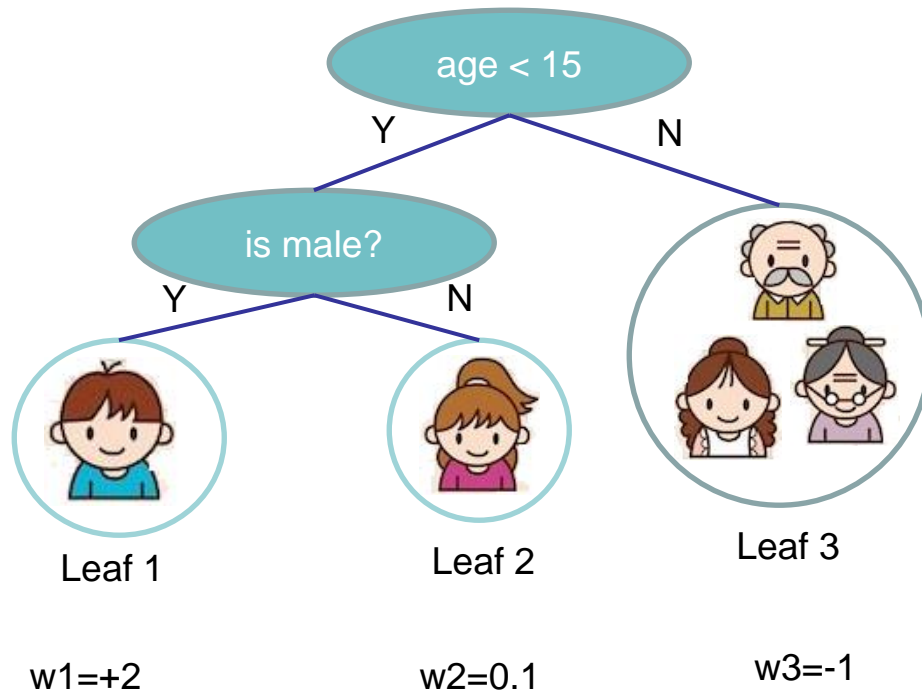 age < 15
Y
N
is male?
Y
N
Leaf 1
Leaf 2
Leaf 3
w1=+2
w2=0.1
w3=-1